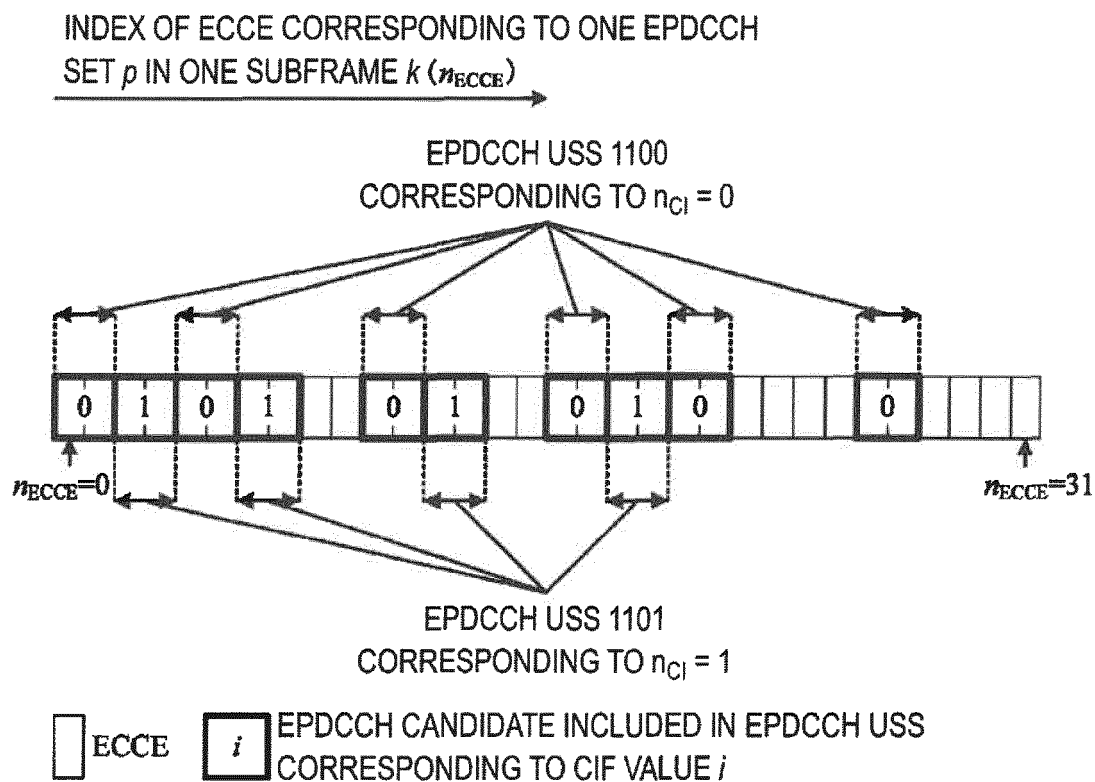 INDEX OF ECCE CORRESPONDING TO ONE EPDCCH
SET p IN ONE SUBFRAME k (nECCE)
EPDCCH USS 1100
CORRESPONDING TO nCI = 0
0 1 0 1 0 1 0 1 0 0
nECCE=0
nECCE=31
EPDCCH USS 1101
CORRESPONDING TO nCI = 1
ECCE
i
EPDCCH CANDIDATE INCLUDED IN EPDCCH USS
CORRESPONDING TO CIF VALUE i